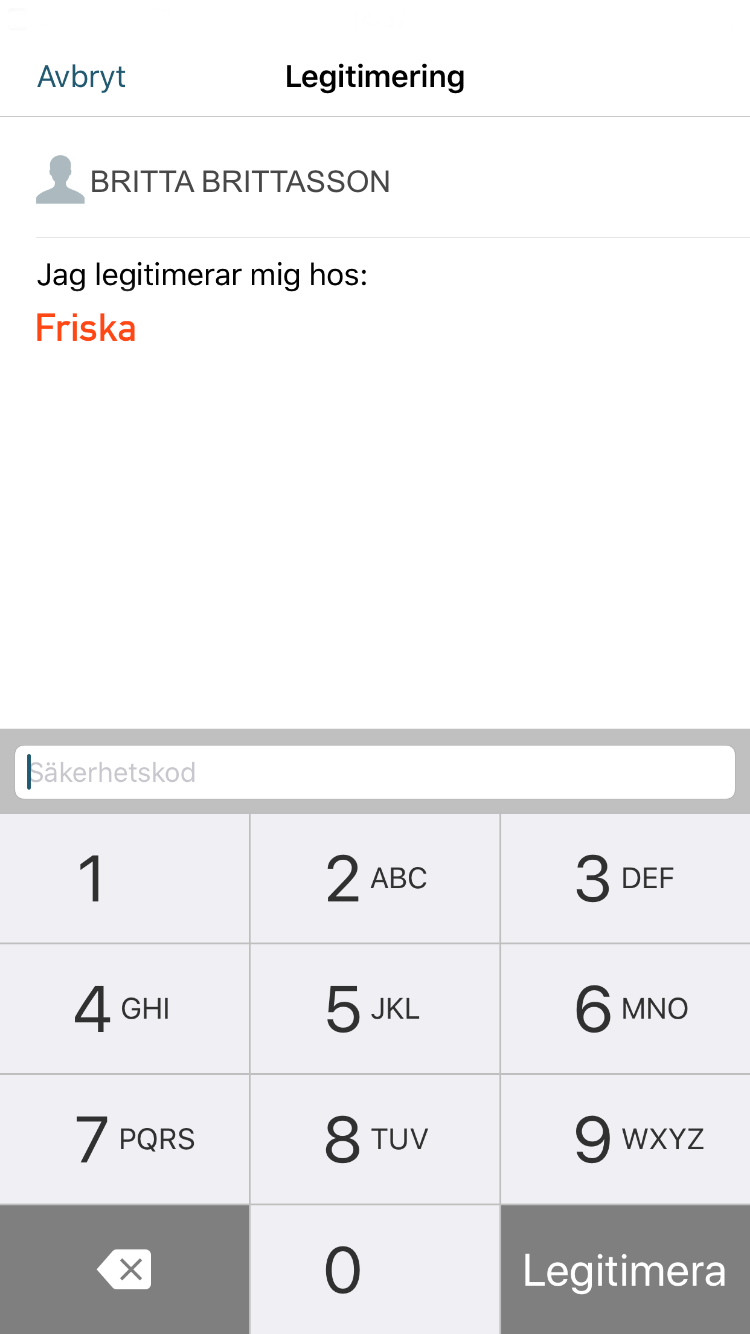 Avbryt Legitimering
BRITTA BRITTASSON
Jag legitimerar mig hos:
Friska
Säkerhetskod
1 2 ABC 3 DEF
4 GHI 5 JKL 6 MNO
7 PQRS 8 TUV 9 WXYZ
0 Legitimera